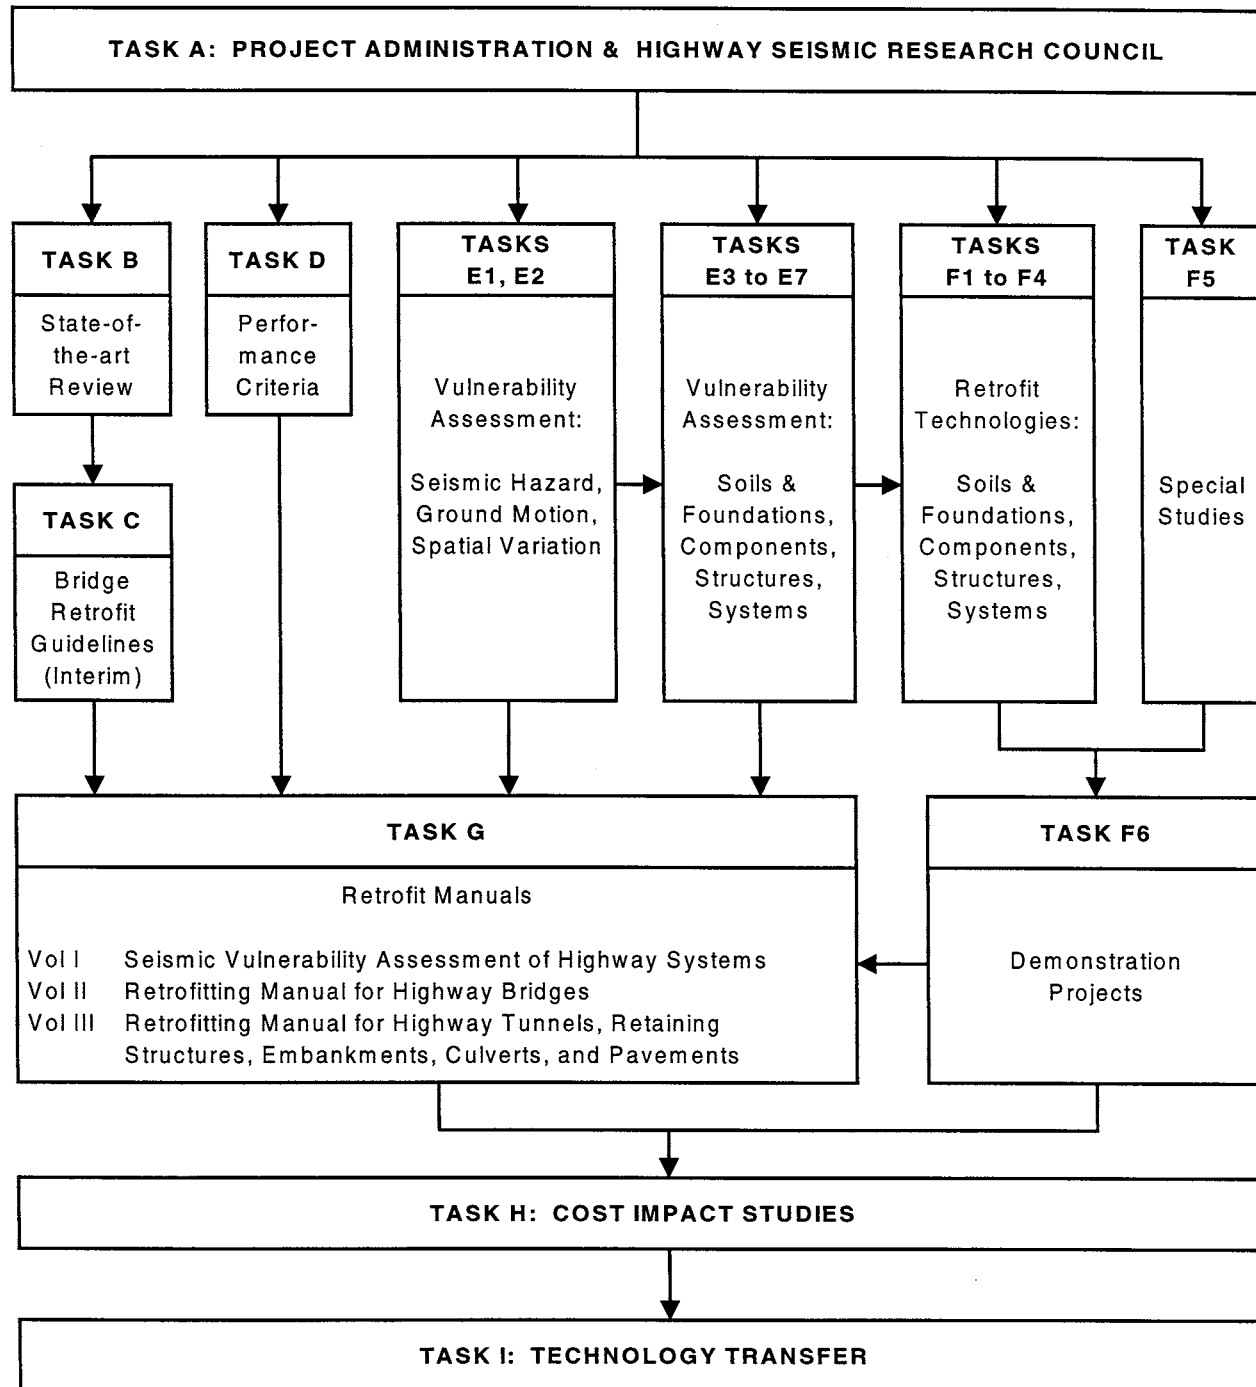 TASK A: PROJECT ADMINISTRATION & HIGHWAY SEISMIC RESEARCH COUNCIL
TASK B
State-of-
the-art
Review
TASK C
Bridge
Retrofit
Guidelines
(Interim)
TASK D
Perfor-
mance
Criteria
TASKS
E1, E2
Vulnerability
Assessment:
Seismic Hazard,
Ground Motion,
Spatial Variation
TASKS
E3 to E7
Vulnerability
Assessment:
Soils &
Foundations,
Components,
Structures,
Systems
TASKS
F1 to F4
Retrofit
Technologies:
Soils &
Foundations,
Components,
Structures,
Systems
TASK
F5
Special
Studies
TASK G
Retrofit Manuals
Vol I Seismic Vulnerability Assessment of Highway Systems
Vol II Retrofitting Manual for Highway Bridges
Vol III Retrofitting Manual for Highway Tunnels, Retaining
Structures, Embankments, Culverts, and Pavements
TASK F6
Demonstration
Projects
TASK H: COST IMPACT STUDIES
TASK I: TECHNOLOGY TRANSFER